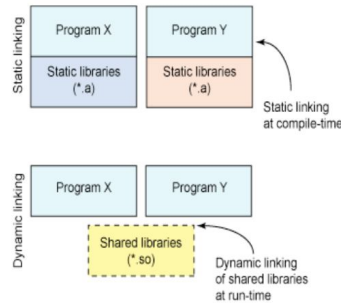 Static linking
Program X
Program Y
Static libraries
(*.a)
Static libraries
(*.a)
Static linking
at compile-time
Dynamic linking
Program X
Program Y
Shared libraries
(*.so)
Dynamic linking
of shared libraries
at run-time